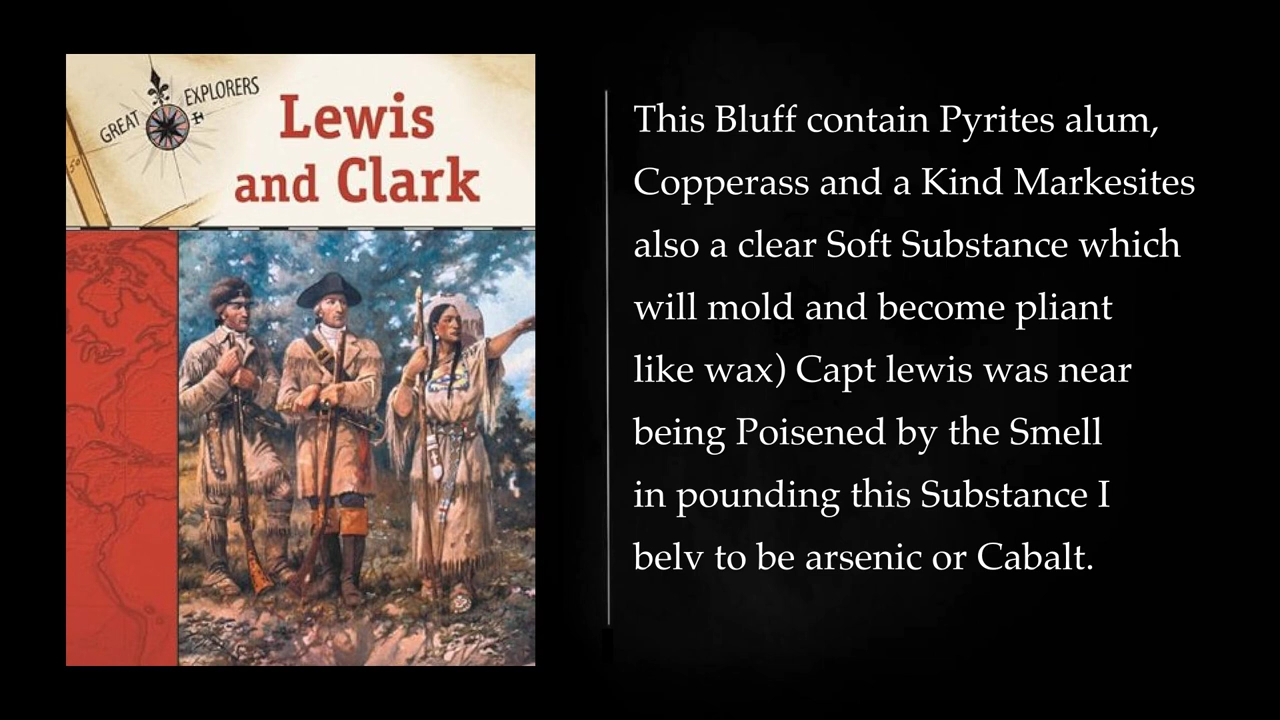 GREAT EXPLORERS
Lewis
and Clark
50
This Bluff contain Pyrites alum,
Copperass and a Kind Markesites
also a clear Soft Substance which
will mold and become pliant
like wax) Capt lewis was near
being Poisened by the Smell
in pounding this Substance I
belv to be arsenic or Cabalt.